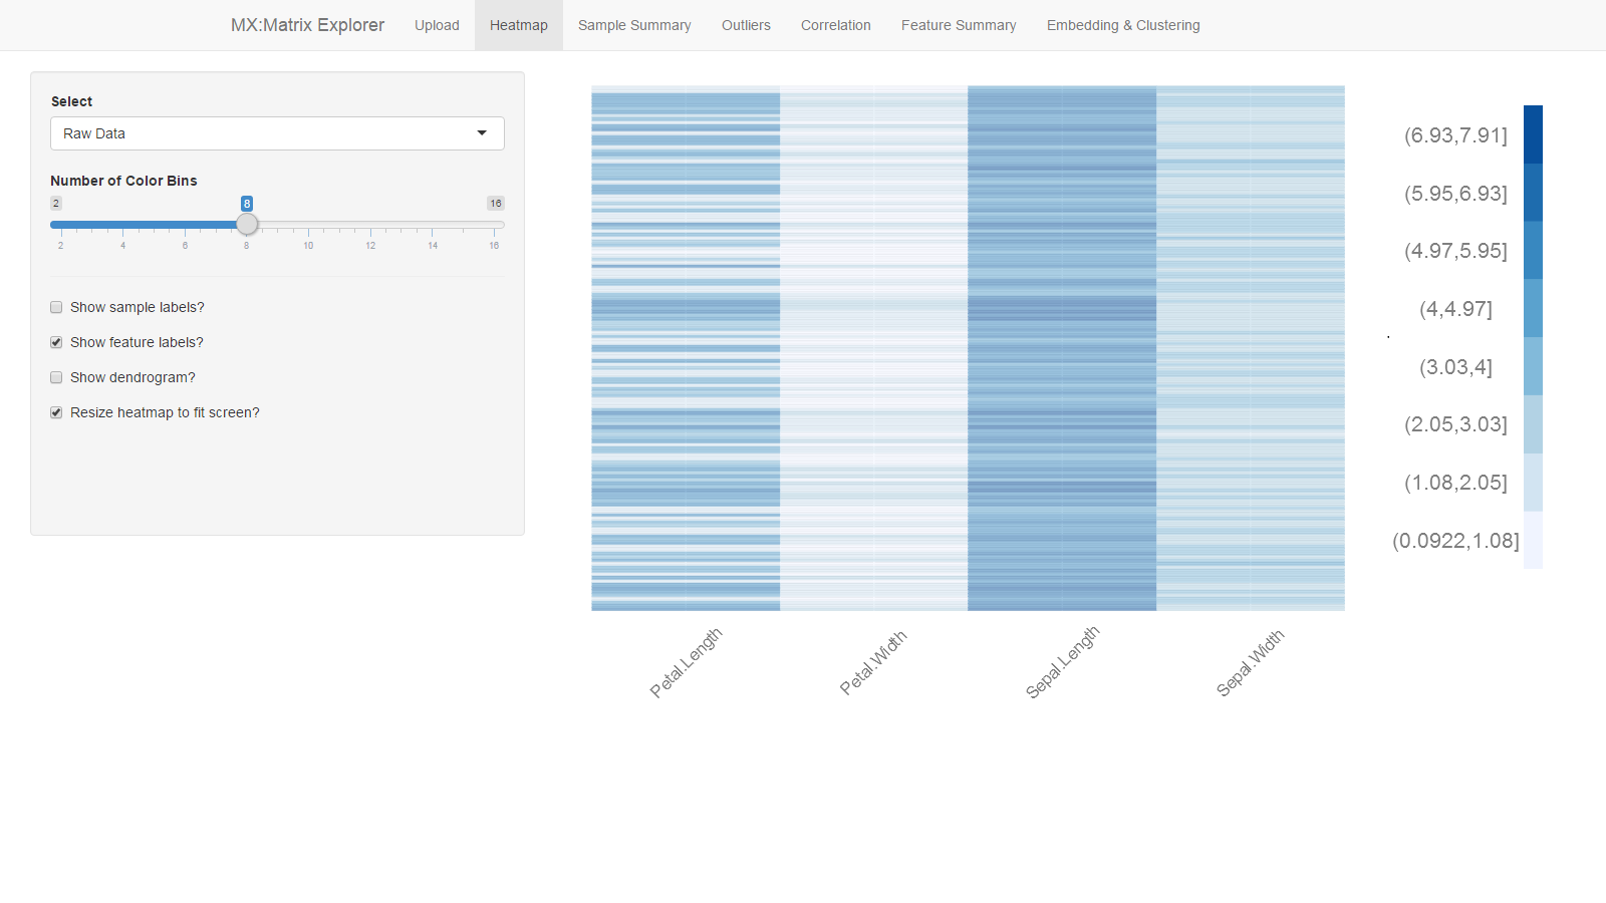 MX:Matrix Explorer Upload Heatmap Sample Summary Outliers Correlation Feature Summary Embedding & Clustering
Select
Raw Data
Number of Color Bins
2 8 16
2 4 6 8 10 12 14 16
Show sample labels?
Show feature labels?
Show dendrogram?
Resize heatmap to fit screen?
Petal.Length Petal.Width Sepal.Length Sepal.Width
(6.93,7.91]
(5.95,6.93]
(4.97,5.95]
(4,4.97]
(3.03,4]
(2.05,3.03]
(1.08,2.05]
(0.0922,1.08]